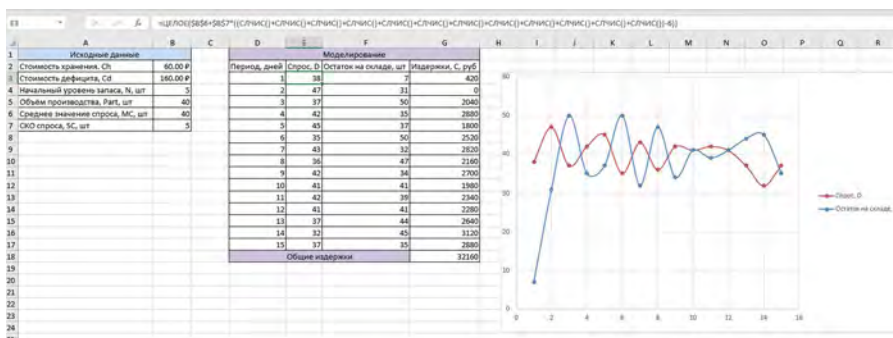 E3
=ЦЕЛОЕ($B$6+$B$7*((СЛЧИС()+СЛЧИС()+СЛЧИС()+СЛЧИС()+СЛЧИС()+СЛЧИС()+СЛЧИС()+СЛЧИС()+СЛЧИС()+СЛЧИС()+СЛЧИС()+СЛЧИС())-6))
A B C D E F G H I J K L M N O P Q R
1 Исходные данные Моделирование
2 Стоимость хранения, Ch 60.00 ₽ Период, дней Спрос, D Остаток на складе, шт Издержки, С, руб
3 Стоимость дефицита, Cd 160.00 ₽ 1 38 7 420
4 Начальный уровень запаса, N, шт 5 2 47 31 0
5 Объём производства, Part, шт 40 3 37 50 2040
6 Среднее значение спроса, МС, шт 40 4 42 35 2880
7 СКО спроса, SC, шт 5 5 45 37 1800
8 6 35 50 2520
9 7 43 32 2820
10 8 36 47 2160
11 9 42 34 2700
12 10 41 41 1980
13 11 42 39 2340
14 12 41 41 2280
15 13 37 44 2640
16 14 32 45 3120
17 15 37 35 2880
18 Общие издержки 32160
19
20
21
22
23
24
60
50
40
30
20
10
0
0 2 4 6 8 10 12 14 16 18
Спрос, D
Остаток на складе,